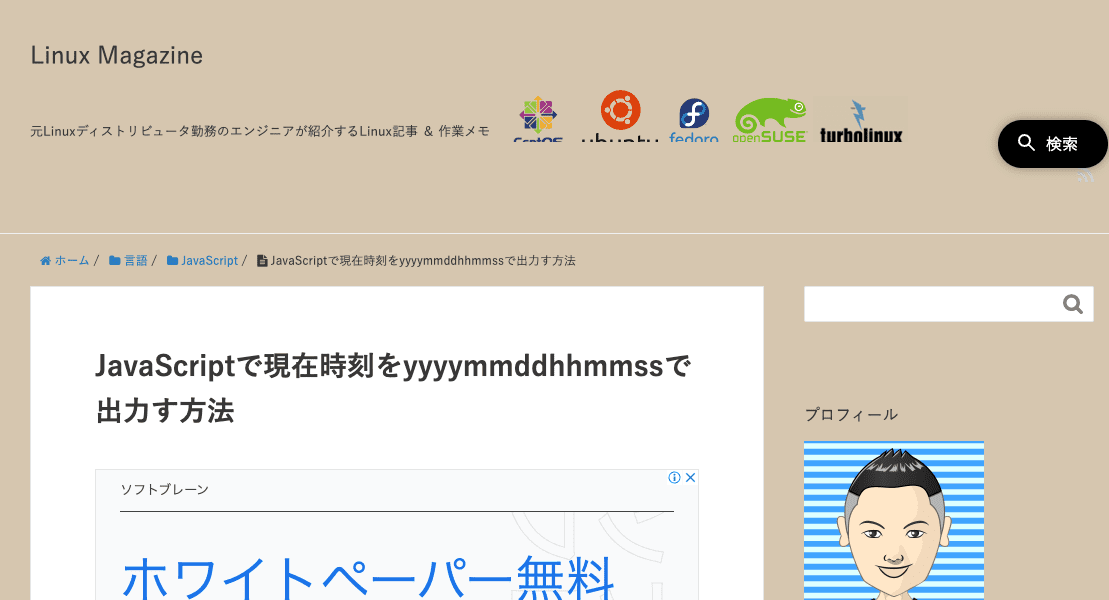 Linux Magazine
元Linuxディストリビュータ勤務のエンジニアが紹介するLinux記事 ＆ 作業メモ
CentOS ubuntu fedora openSUSE turbolinux
検索
ホーム / 言語 / JavaScript / JavaScriptで現在時刻をyyyymmddhhmmssで出力す方法
JavaScriptで現在時刻をyyyymmddhhmmssで
出力す方法
プロフィール
ソフトブレーン
ホワイトペーパー無料